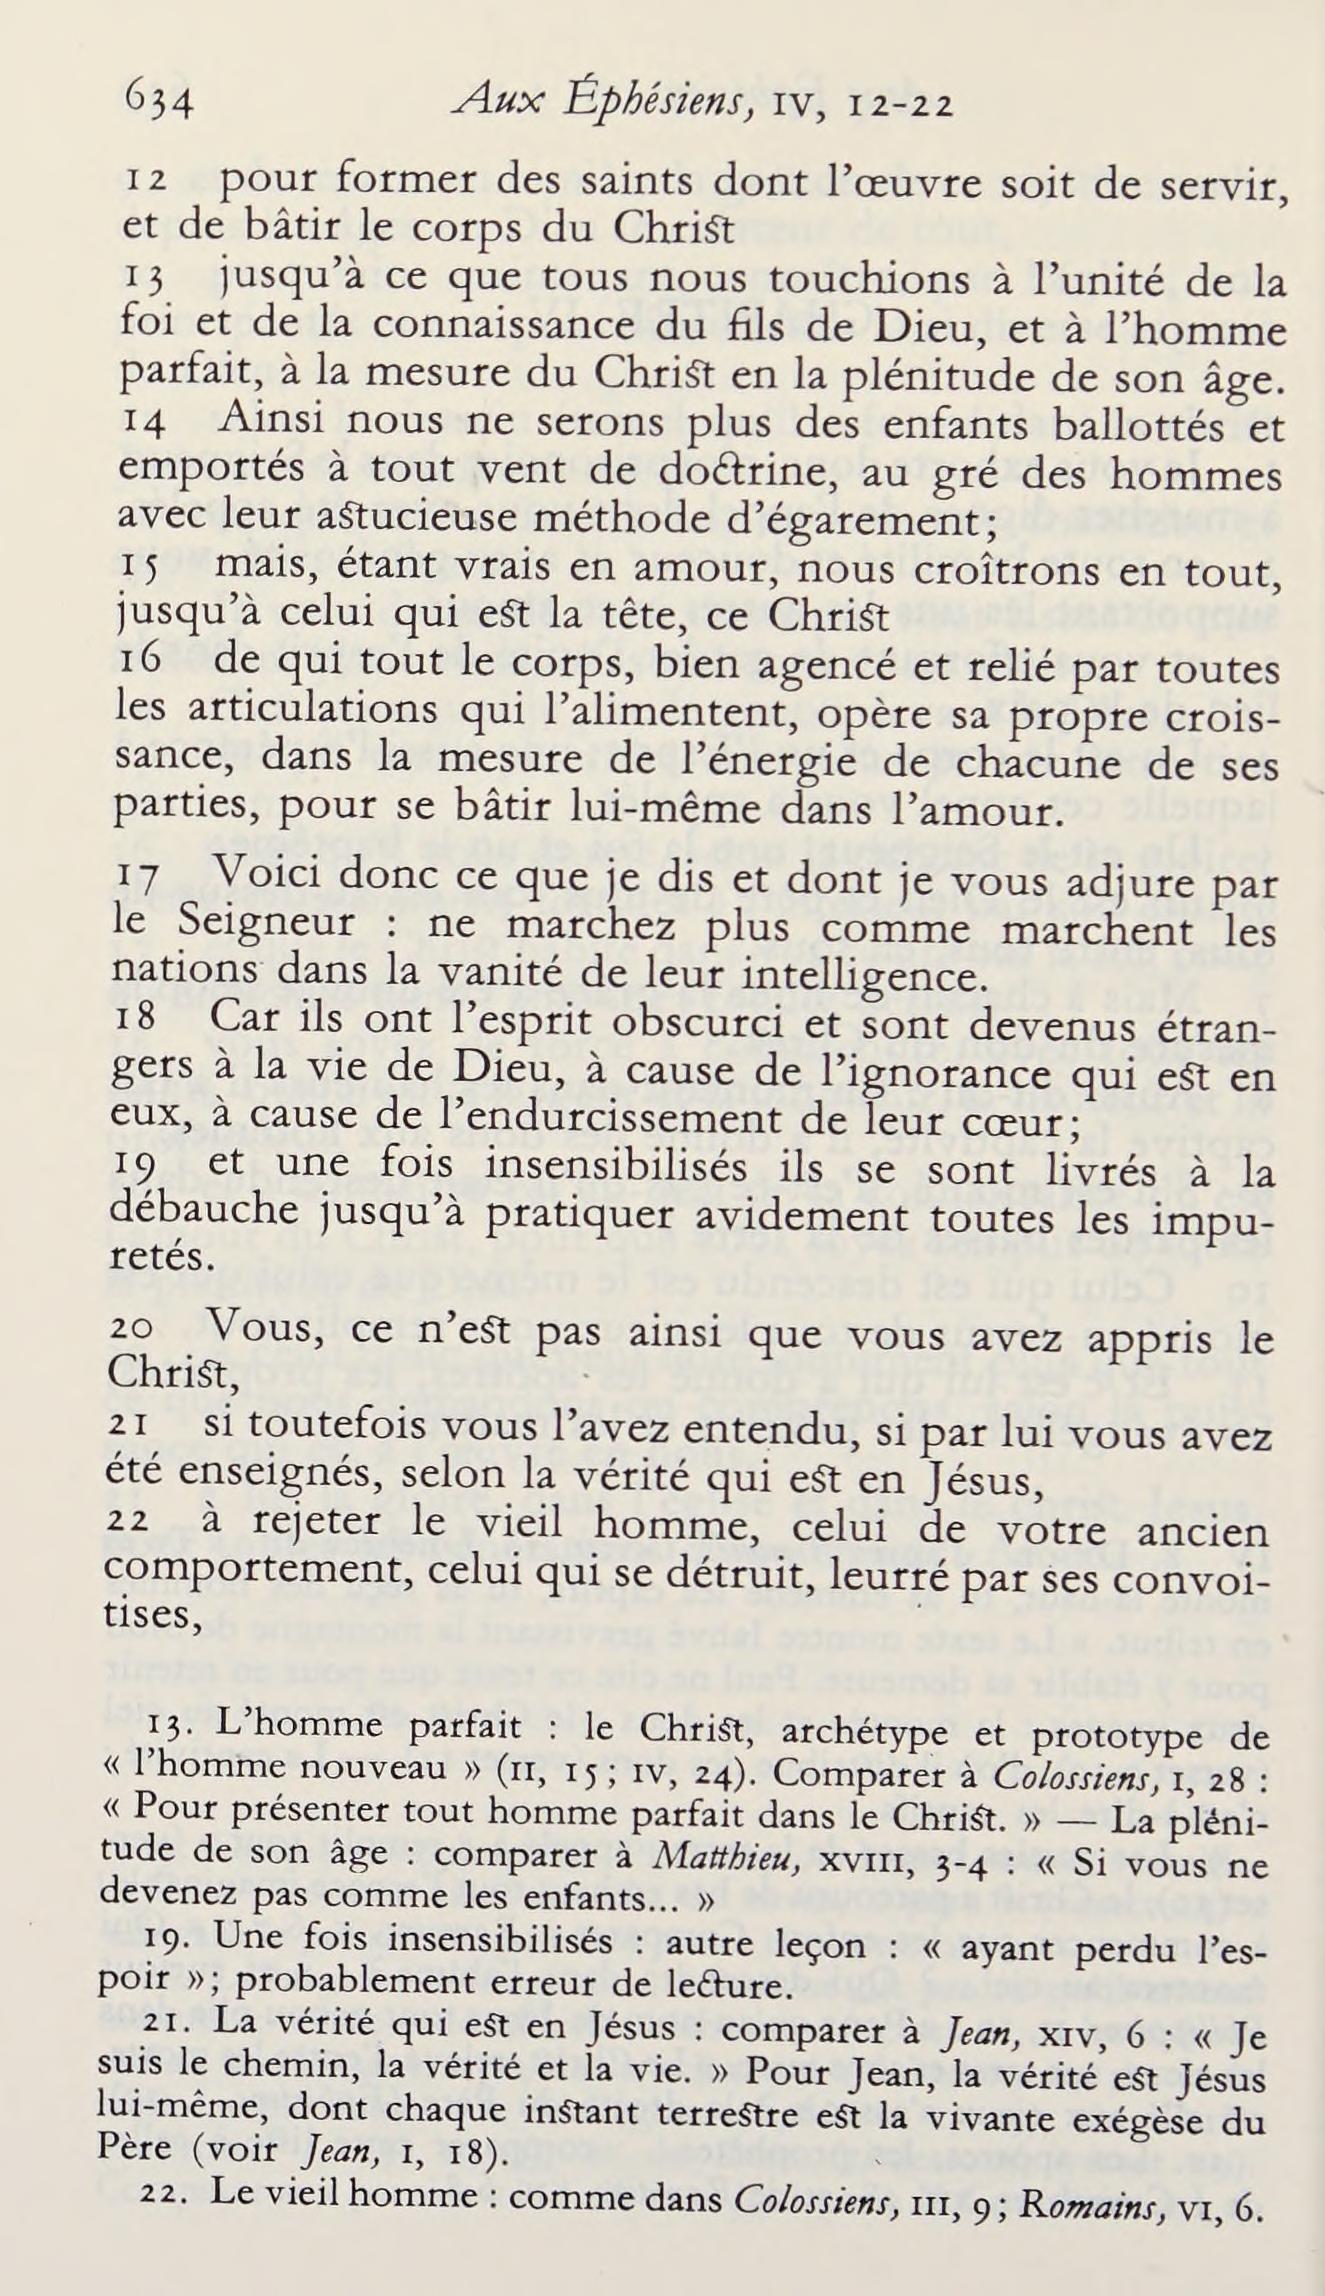 634 Aux Éphésiens, IV, 12-22
12 pour former des saints dont l’œuvre soit de servir,
et de bâtir le corps du Christ
13 jusqu’à ce que tous nous touchions à l’unité de la
foi et de la connaissance du fils de Dieu, et à l’homme
parfait, à la mesure du Christ en la plénitude de son âge.
14 Ainsi nous ne serons plus des enfants ballottés et
emportés à tout vent de doctrine, au gré des hommes
avec leur astucieuse méthode d’égarement;
15 mais, étant vrais en amour, nous croîtrons en tout,
jusqu’à celui qui est la tête, ce Christ
16 de qui tout le corps, bien agencé et relié par toutes
les articulations qui l’alimentent, opère sa propre crois-
sance, dans la mesure de l’énergie de chacune de ses
parties, pour se bâtir lui-même dans l’amour.
17 Voici donc ce que je dis et dont je vous adjure par
le Seigneur : ne marchez plus comme marchent les
nations dans la vanité de leur intelligence.
18 Car ils ont l’esprit obscurci et sont devenus étran-
gers à la vie de Dieu, à cause de l’ignorance qui est en
eux, à cause de l’endurcissement de leur cœur;
19 et une fois insensibilisés ils se sont livrés à la
débauche jusqu’à pratiquer avidement toutes les impu-
retés.
20 Vous, ce n’est pas ainsi que vous avez appris le
Christ,
21 si toutefois vous l’avez entendu, si par lui vous avez
été enseignés, selon la vérité qui est en Jésus,
22 à rejeter le vieil homme, celui de votre ancien
comportement, celui qui se détruit, leurré par ses convoi-
tises,
13. L’homme parfait : le Christ, archétype et prototype de
« l’homme nouveau » (II, 15; IV, 24). Comparer à Colossiens, I, 28 :
« Pour présenter tout homme parfait dans le Christ. » — La pléni-
tude de son âge : comparer à Matthieu, XVIII, 3-4 : « Si vous ne
devenez pas comme les enfants... »
19. Une fois insensibilisés : autre leçon : « ayant perdu l’es-
poir »; probablement erreur de lecture.
21. La vérité qui est en Jésus : comparer à Jean, XIV, 6 : « Je
suis le chemin, la vérité et la vie. » Pour Jean, la vérité est Jésus
lui-même, dont chaque instant terrestre est la vivante exégèse du
Père (voir Jean, I, 18).
22. Le vieil homme : comme dans Colossiens, III, 9; Romains, VI, 6.